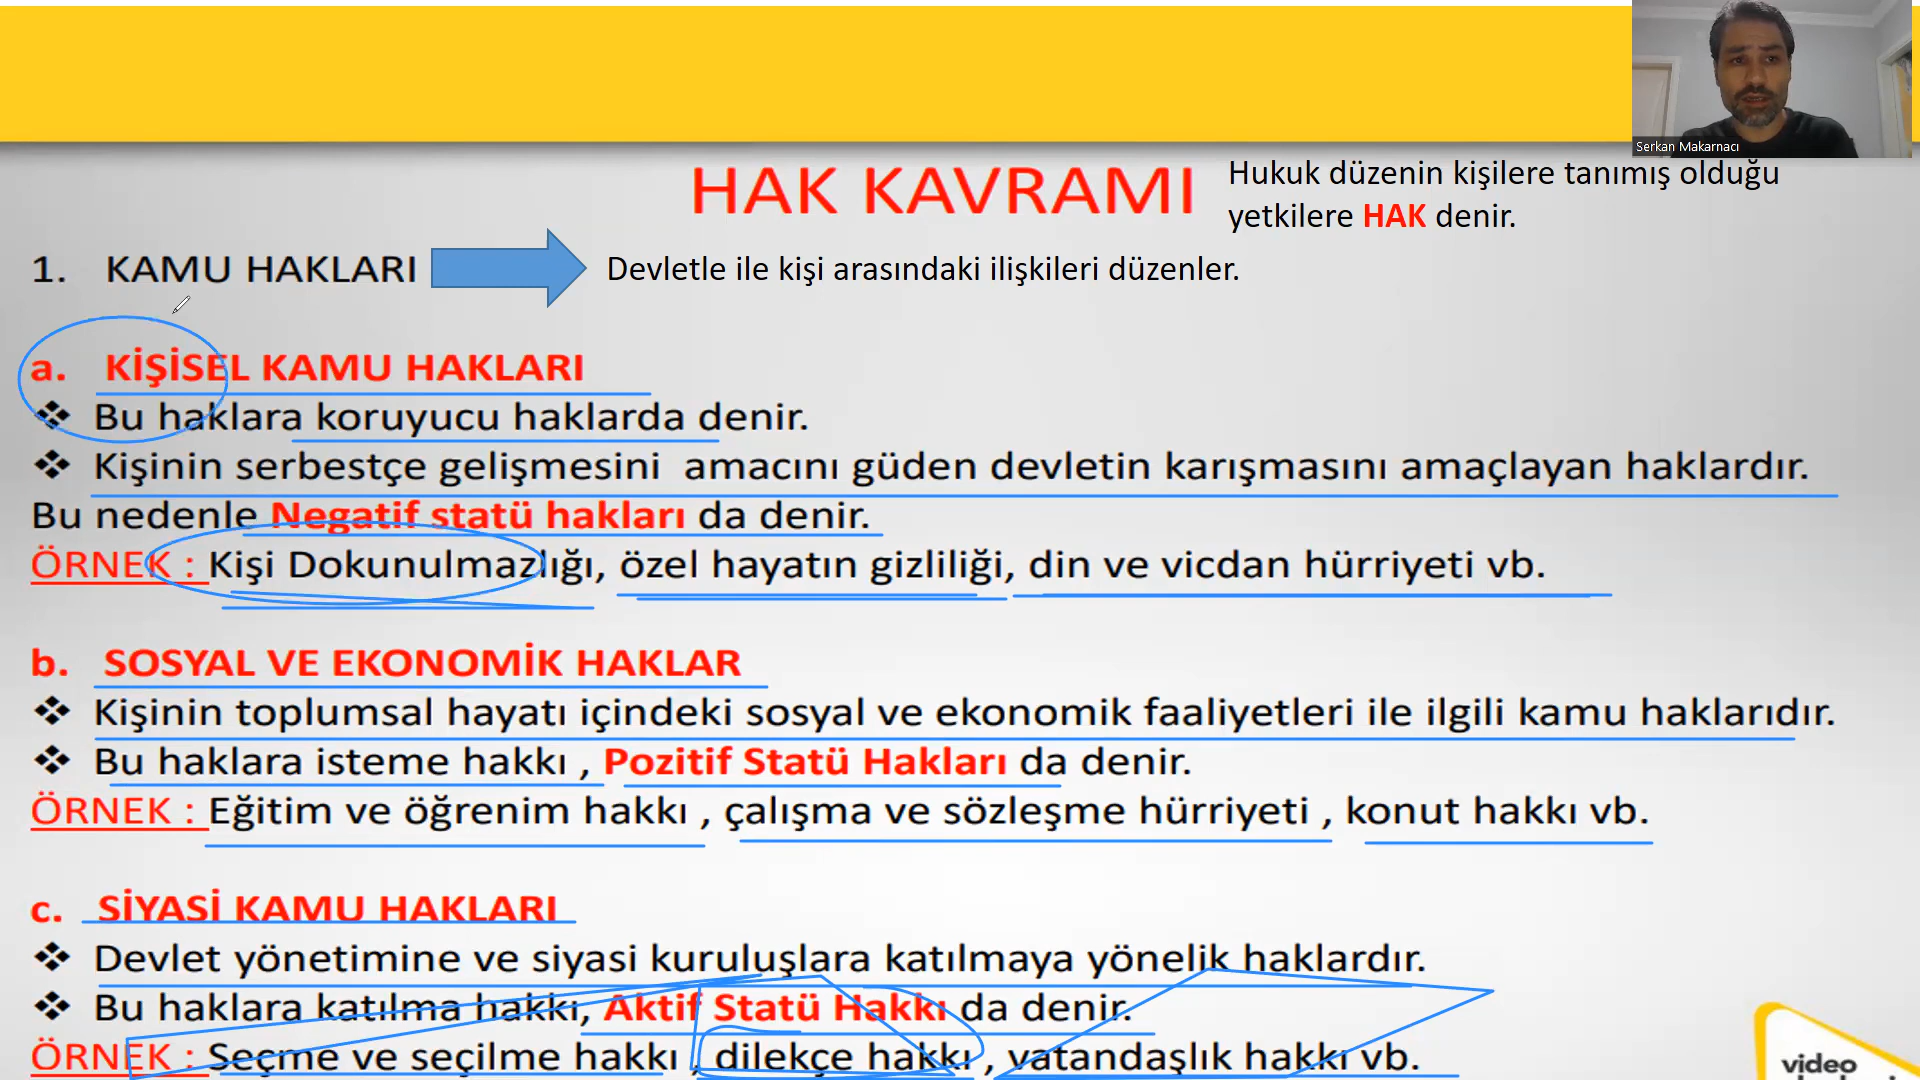 Serkan Makarnacı
HAK KAVRAMI
Hukuk düzenin kişilere tanımış olduğu
yetkilere HAK denir.
1. KAMU HAKLARI
Devletle ile kişi arasındaki ilişkileri düzenler.
a. KİŞİSEL KAMU HAKLARI
❖ Bu haklara koruyucu haklarda denir.
❖ Kişinin serbestçe gelişmesini amacını güden devletin karışmasını amaçlayan haklardır.
Bu nedenle Negatif statü hakları da denir.
ÖRNEK : Kişi Dokunulmazlığı, özel hayatın gizliliği, din ve vicdan hürriyeti vb.
b. SOSYAL VE EKONOMİK HAKLAR
❖ Kişinin toplumsal hayatı içindeki sosyal ve ekonomik faaliyetleri ile ilgili kamu haklarıdır.
❖ Bu haklara isteme hakkı , Pozitif Statü Hakları da denir.
ÖRNEK : Eğitim ve öğrenim hakkı , çalışma ve sözleşme hürriyeti , konut hakkı vb.
c. SİYASİ KAMU HAKLARI
❖ Devlet yönetimine ve siyasi kuruluşlara katılmaya yönelik haklardır.
❖ Bu haklara katılma hakkı, Aktif Statü Hakkı da denir.
ÖRNEK : Seçme ve seçilme hakkı , dilekçe hakkı , vatandaşlık hakkı vb.
video